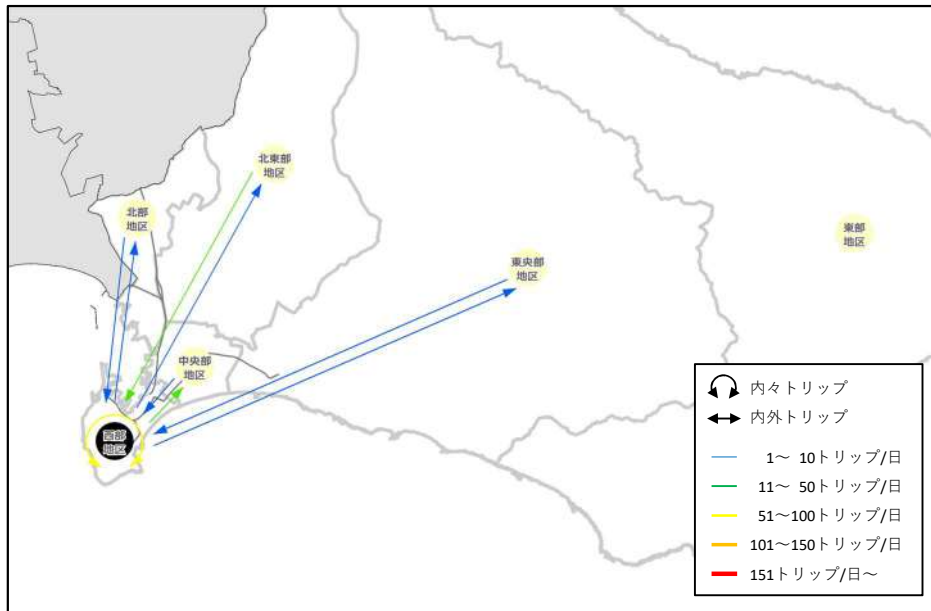 北東部
地区
北部
地区
東部
地区
東央部
地区
中央部
地区
西部
地区
内々トリップ
内外トリップ
1～ 10トリップ/日
11～ 50トリップ/日
51～100トリップ/日
101～150トリップ/日
151トリップ/日～